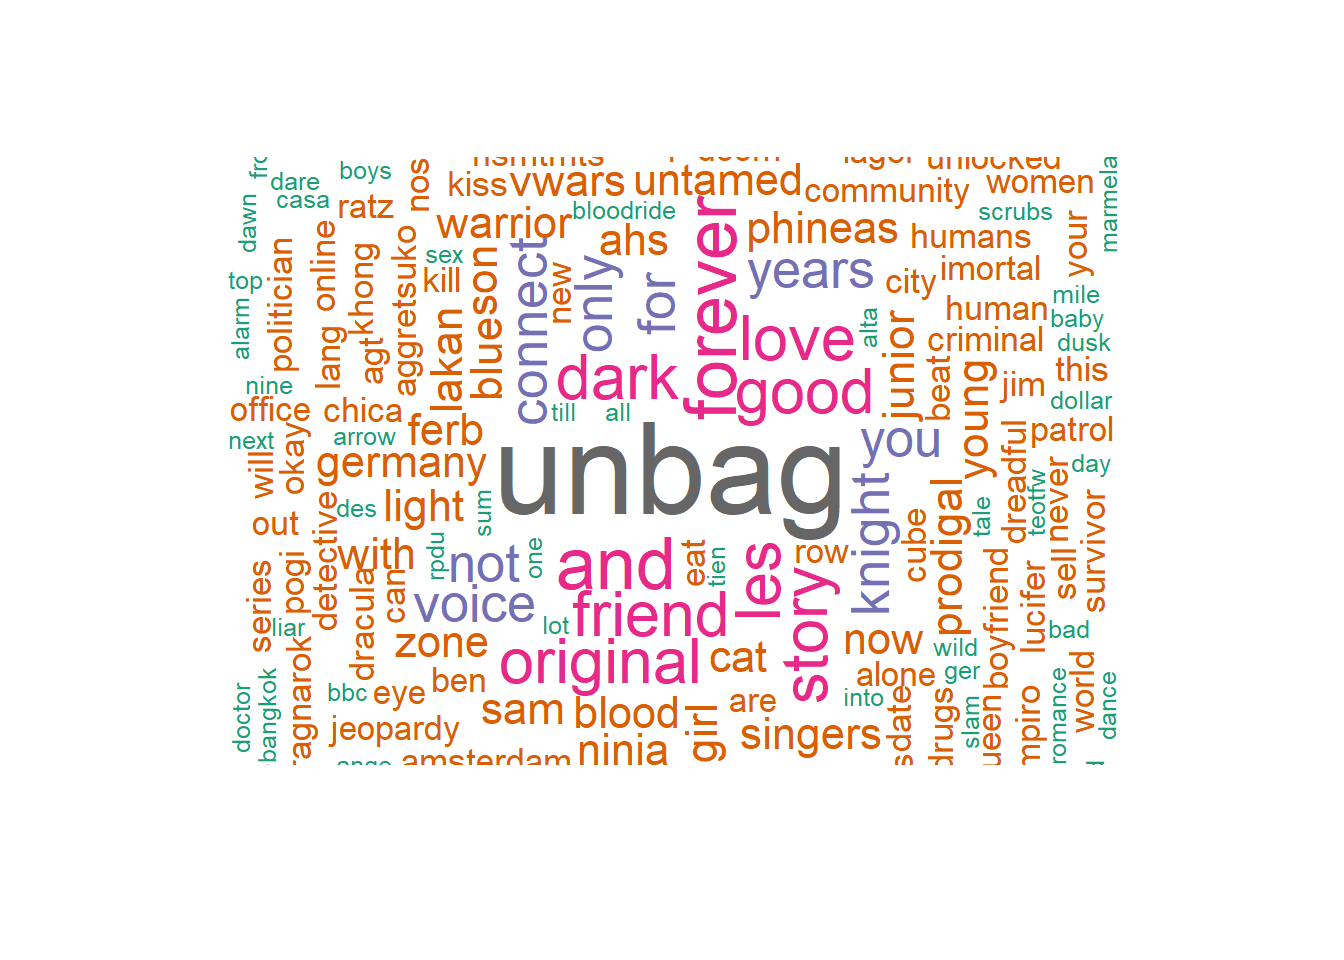 boys
dare
casa
ratz
dawn
nos
kiss
vwars
untamed
unlocked
community
women
scrubs
your
marmela
warrior
bloodride
ahs
phineas
humans
imortal
city
years
sex
kill
new
only
for
forever
connect
blueson
aggretsuko
khong
agt
online
lang
politician
top
alarm
lakan
love
alta
human
mile
baby
criminal
dusk
junior
beat
jim
this
dollar
dark
good
young
nine
office
chica
till
all
patrol
next
arrow
ferb
you
day
will
okay
germany
unbag
knight
dreadful
never
teotfw
tale
des
light
sum
out
detective
with
rpdu
not
one
and
eat
tien
row
les
cube
prodigal
sell
survivor
series
pogi
dracula
can
voice
friend
lot
story
boyfriend
lucifer
bad
liar
ragnarok
zone
original
cat
now
wild
ger
alone
world
doctor
bangkok
bbc
eye
ben
sam
blood
are
into
girl
singers
jeopardy
drugs
slam
romance
dance
amsterdam
ninja